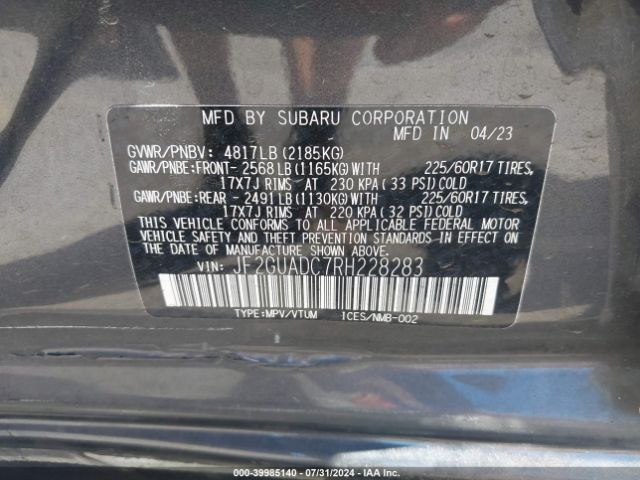 MFD BY SUBARU CORPORATION
MFD IN 04/23
GVWR/PNBV: 4817LB (2185KG)
GAWR/PNBE:FRONT- 2568 LB (1165KG) WITH 225/60R17 TIRES,
17X7J RIMS AT 230 KPA (33 PSI) COLD
GAWR/PNBE:REAR - 2491 LB (1130KG) WITH 225/60R17 TIRES,
17X7J RIMS AT 220 KPA (32 PSI) COLD
THIS VEHICLE CONFORMS TO ALL APPLICABLE FEDERAL MOTOR
VEHICLE SAFETY AND THEFT PREVENTION STANDARDS IN EFFECT
ON THE DATE OF MANUFACTURE SHOWN ABOVE.
VIN: JF2GUADC7RH228283
TYPE:MPV/VTUM ICES/NMB-002
000-39985140 - 07/31/2024 - IAA Inc.